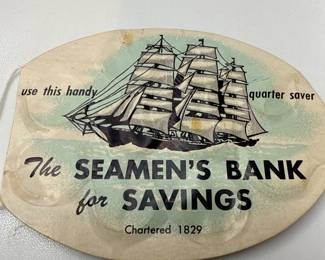 use this handy quarter saver
The SEAMEN'S BANK
for SAVINGS
Chartered 1829